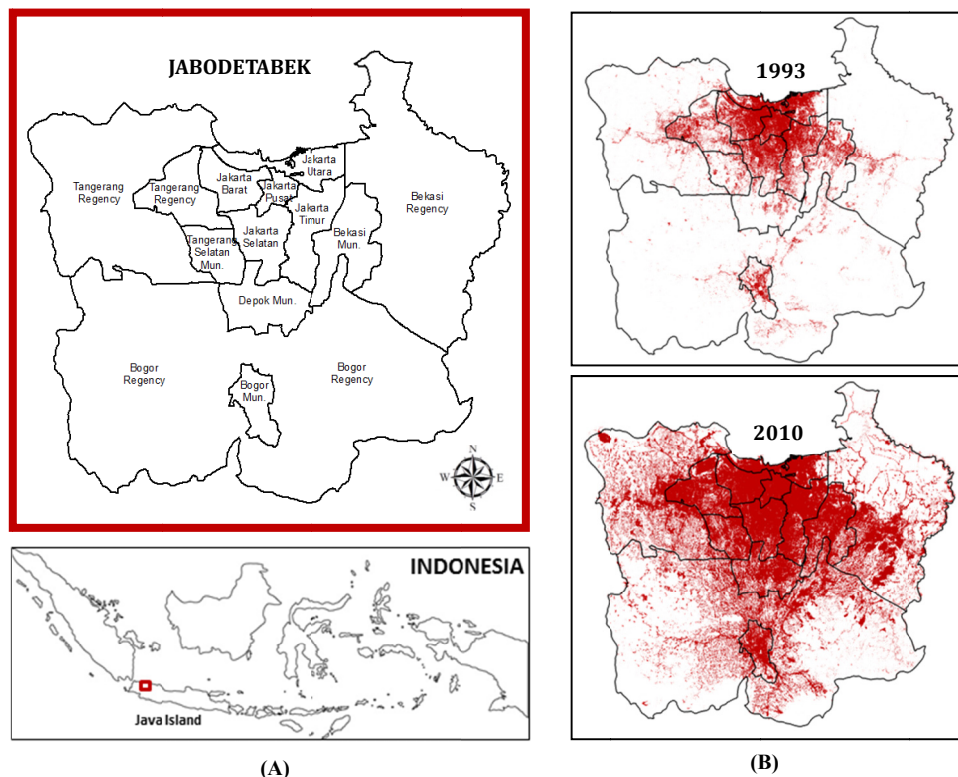 JABODETABEK
Jakarta
Utara
Tangerang
Regency
Tangerang
Regency
Jakarta
Barat
Jakarta
Pusat
Jakarta
Timur
Bekasi
Regency
Jakarta
Selatan
Bekasi
Mun.
Tangerang
Selatan
Mun.
Depok Mun.
Bogor
Regency
Bogor
Mun.
Bogor
Regency
N
W
E
S
INDONESIA
Java Island
(A)
1993
2010
(B)